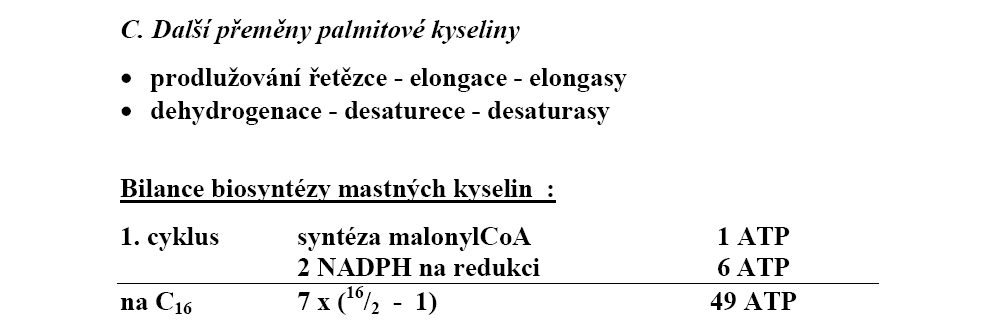 C. Další přeměny palmitové kyseliny
• prodlužování řetězce - elongace - elongasy
• dehydrogenace - desaturece - desaturasy
Bilance biosyntézy mastných kyselin :
1. cyklus syntéza malonylCoA 1 ATP
2 NADPH na redukci 6 ATP
na C₁₆ 7 x (¹⁶/₂ - 1) 49 ATP